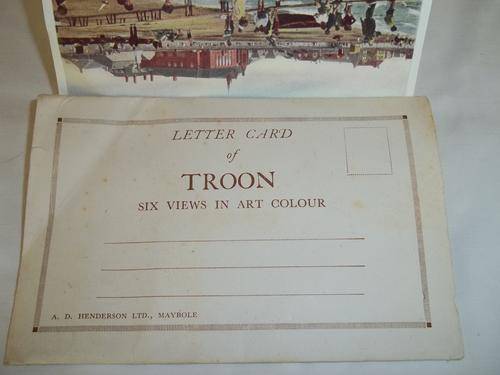 LETTER CARD
of
TROON
SIX VIEWS IN ART COLOUR
A. D. HENDERSON LTD., MAYBOLE